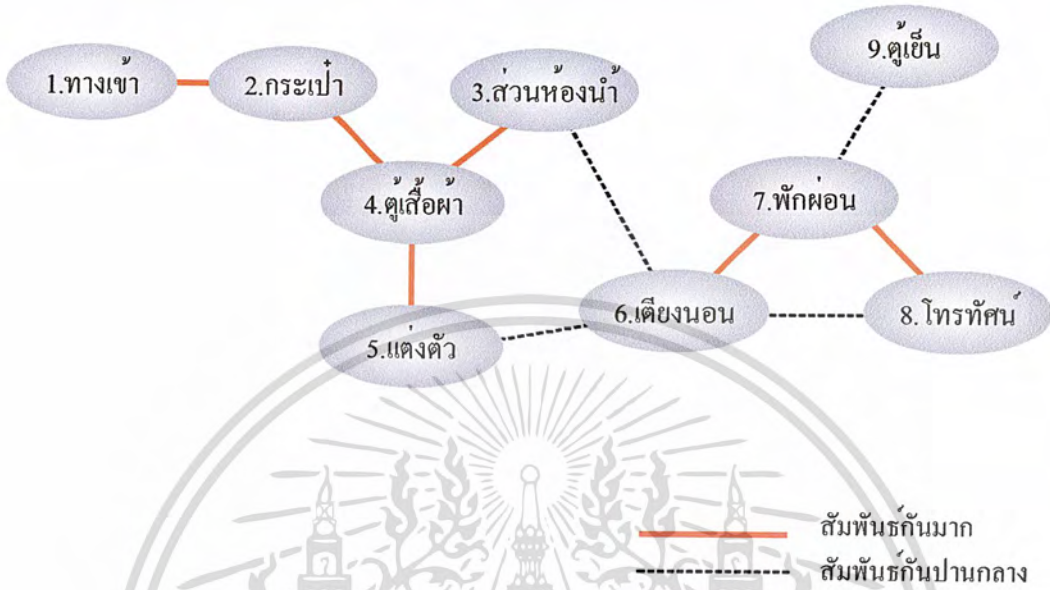 1.ทางเข้า
2.กระเป๋า
3.ส่วนห้องน้ำ
9.ตู้เย็น
4.ตู้เสื้อผ้า
7.พักผ่อน
5.แต่งตัว
6.เตียงนอน
8.โทรทัศน์
สัมพันธ์กันมาก
สัมพันธ์กันปานกลาง